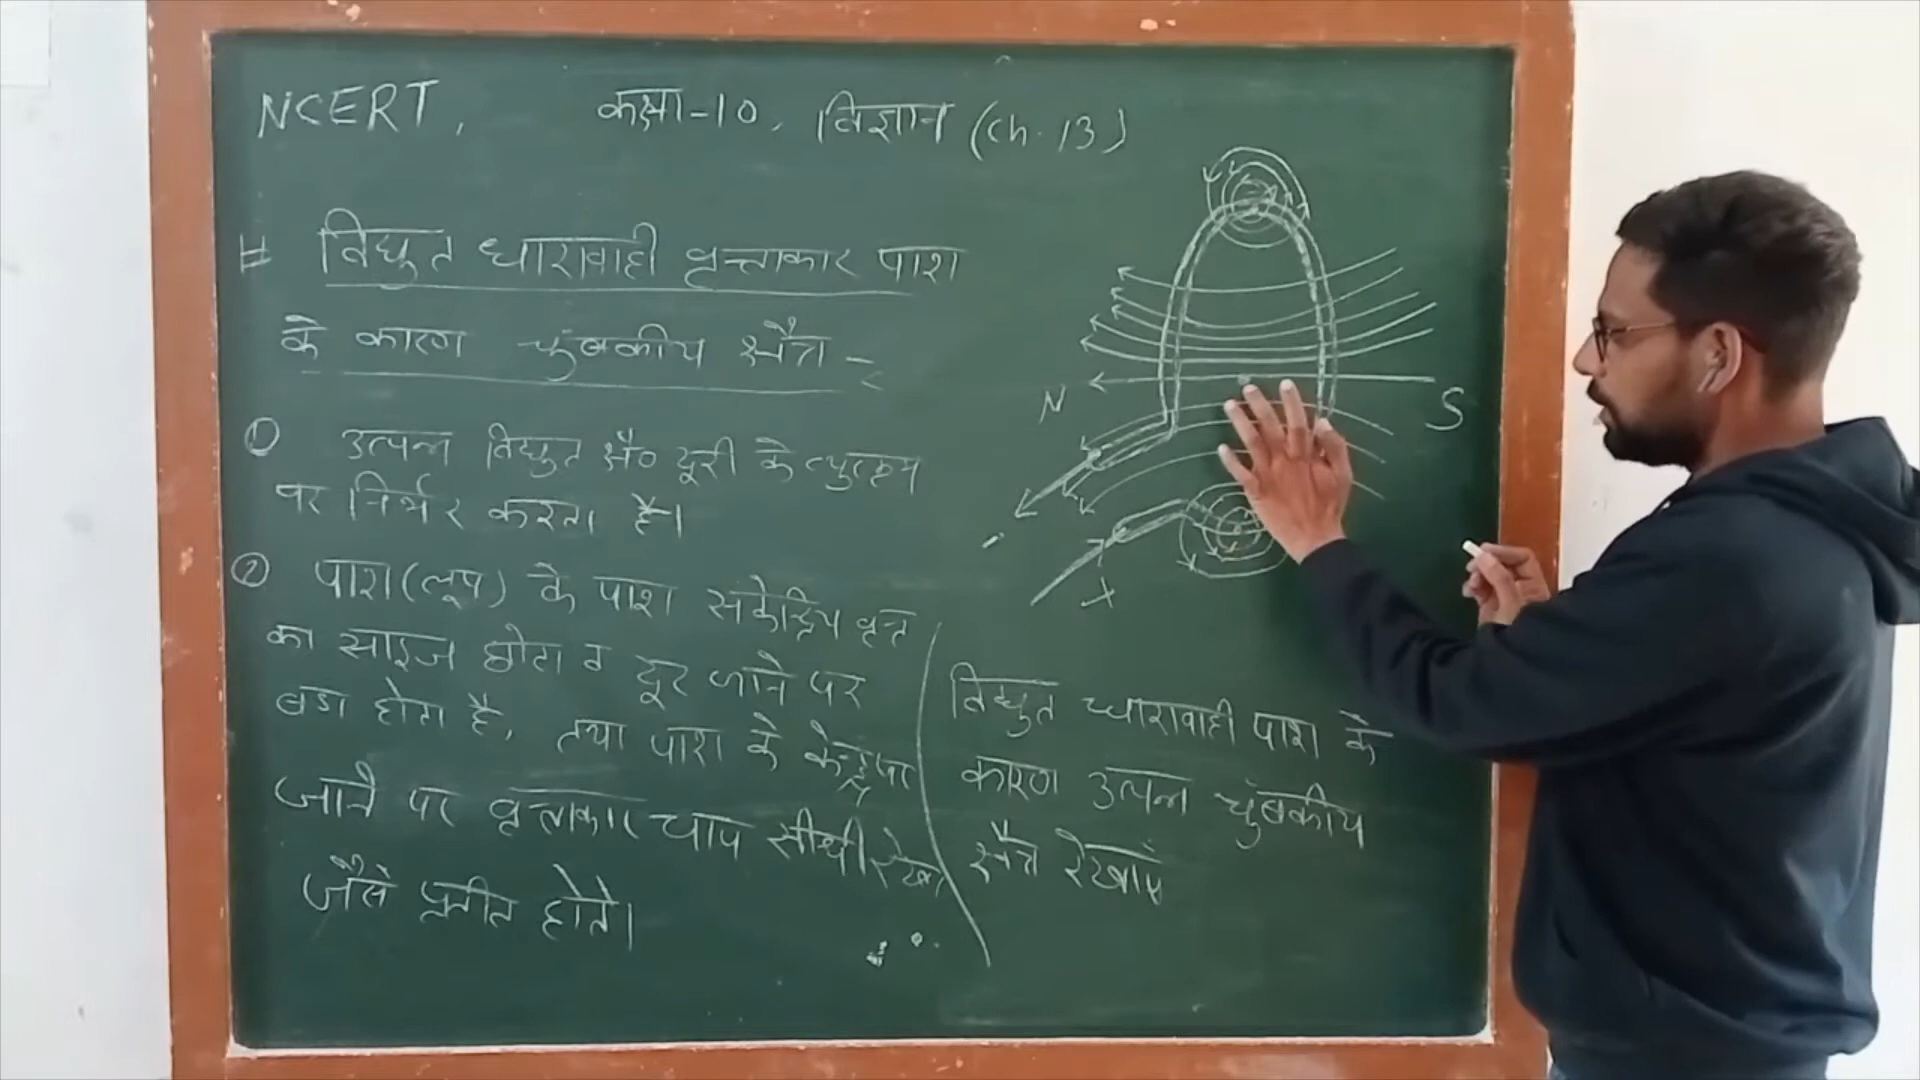 NCERT, कक्षा-10, विज्ञान (Ch. 13)
# विद्युत धारावाही वृत्ताकार पाश
के कारण चुंबकीय क्षेत्र -
① उत्पन्न विद्युत क्षे० दूरी के व्युत्क्रम
पर निर्भर करता है।
② पाश (लूप) के पास संकेंद्रिय वृत्त
का साइज छोटा व दूर जाने पर
बडा होता है, तथा पाश के केन्द्र पर
जाने पर वृत्ताकार चाप सीधी रेखा
जैसे प्रतीत होते।
N
S
विद्युत धारावाही पाश के
कारण उत्पन्न चुंबकीय
क्षेत्र रेखाएं